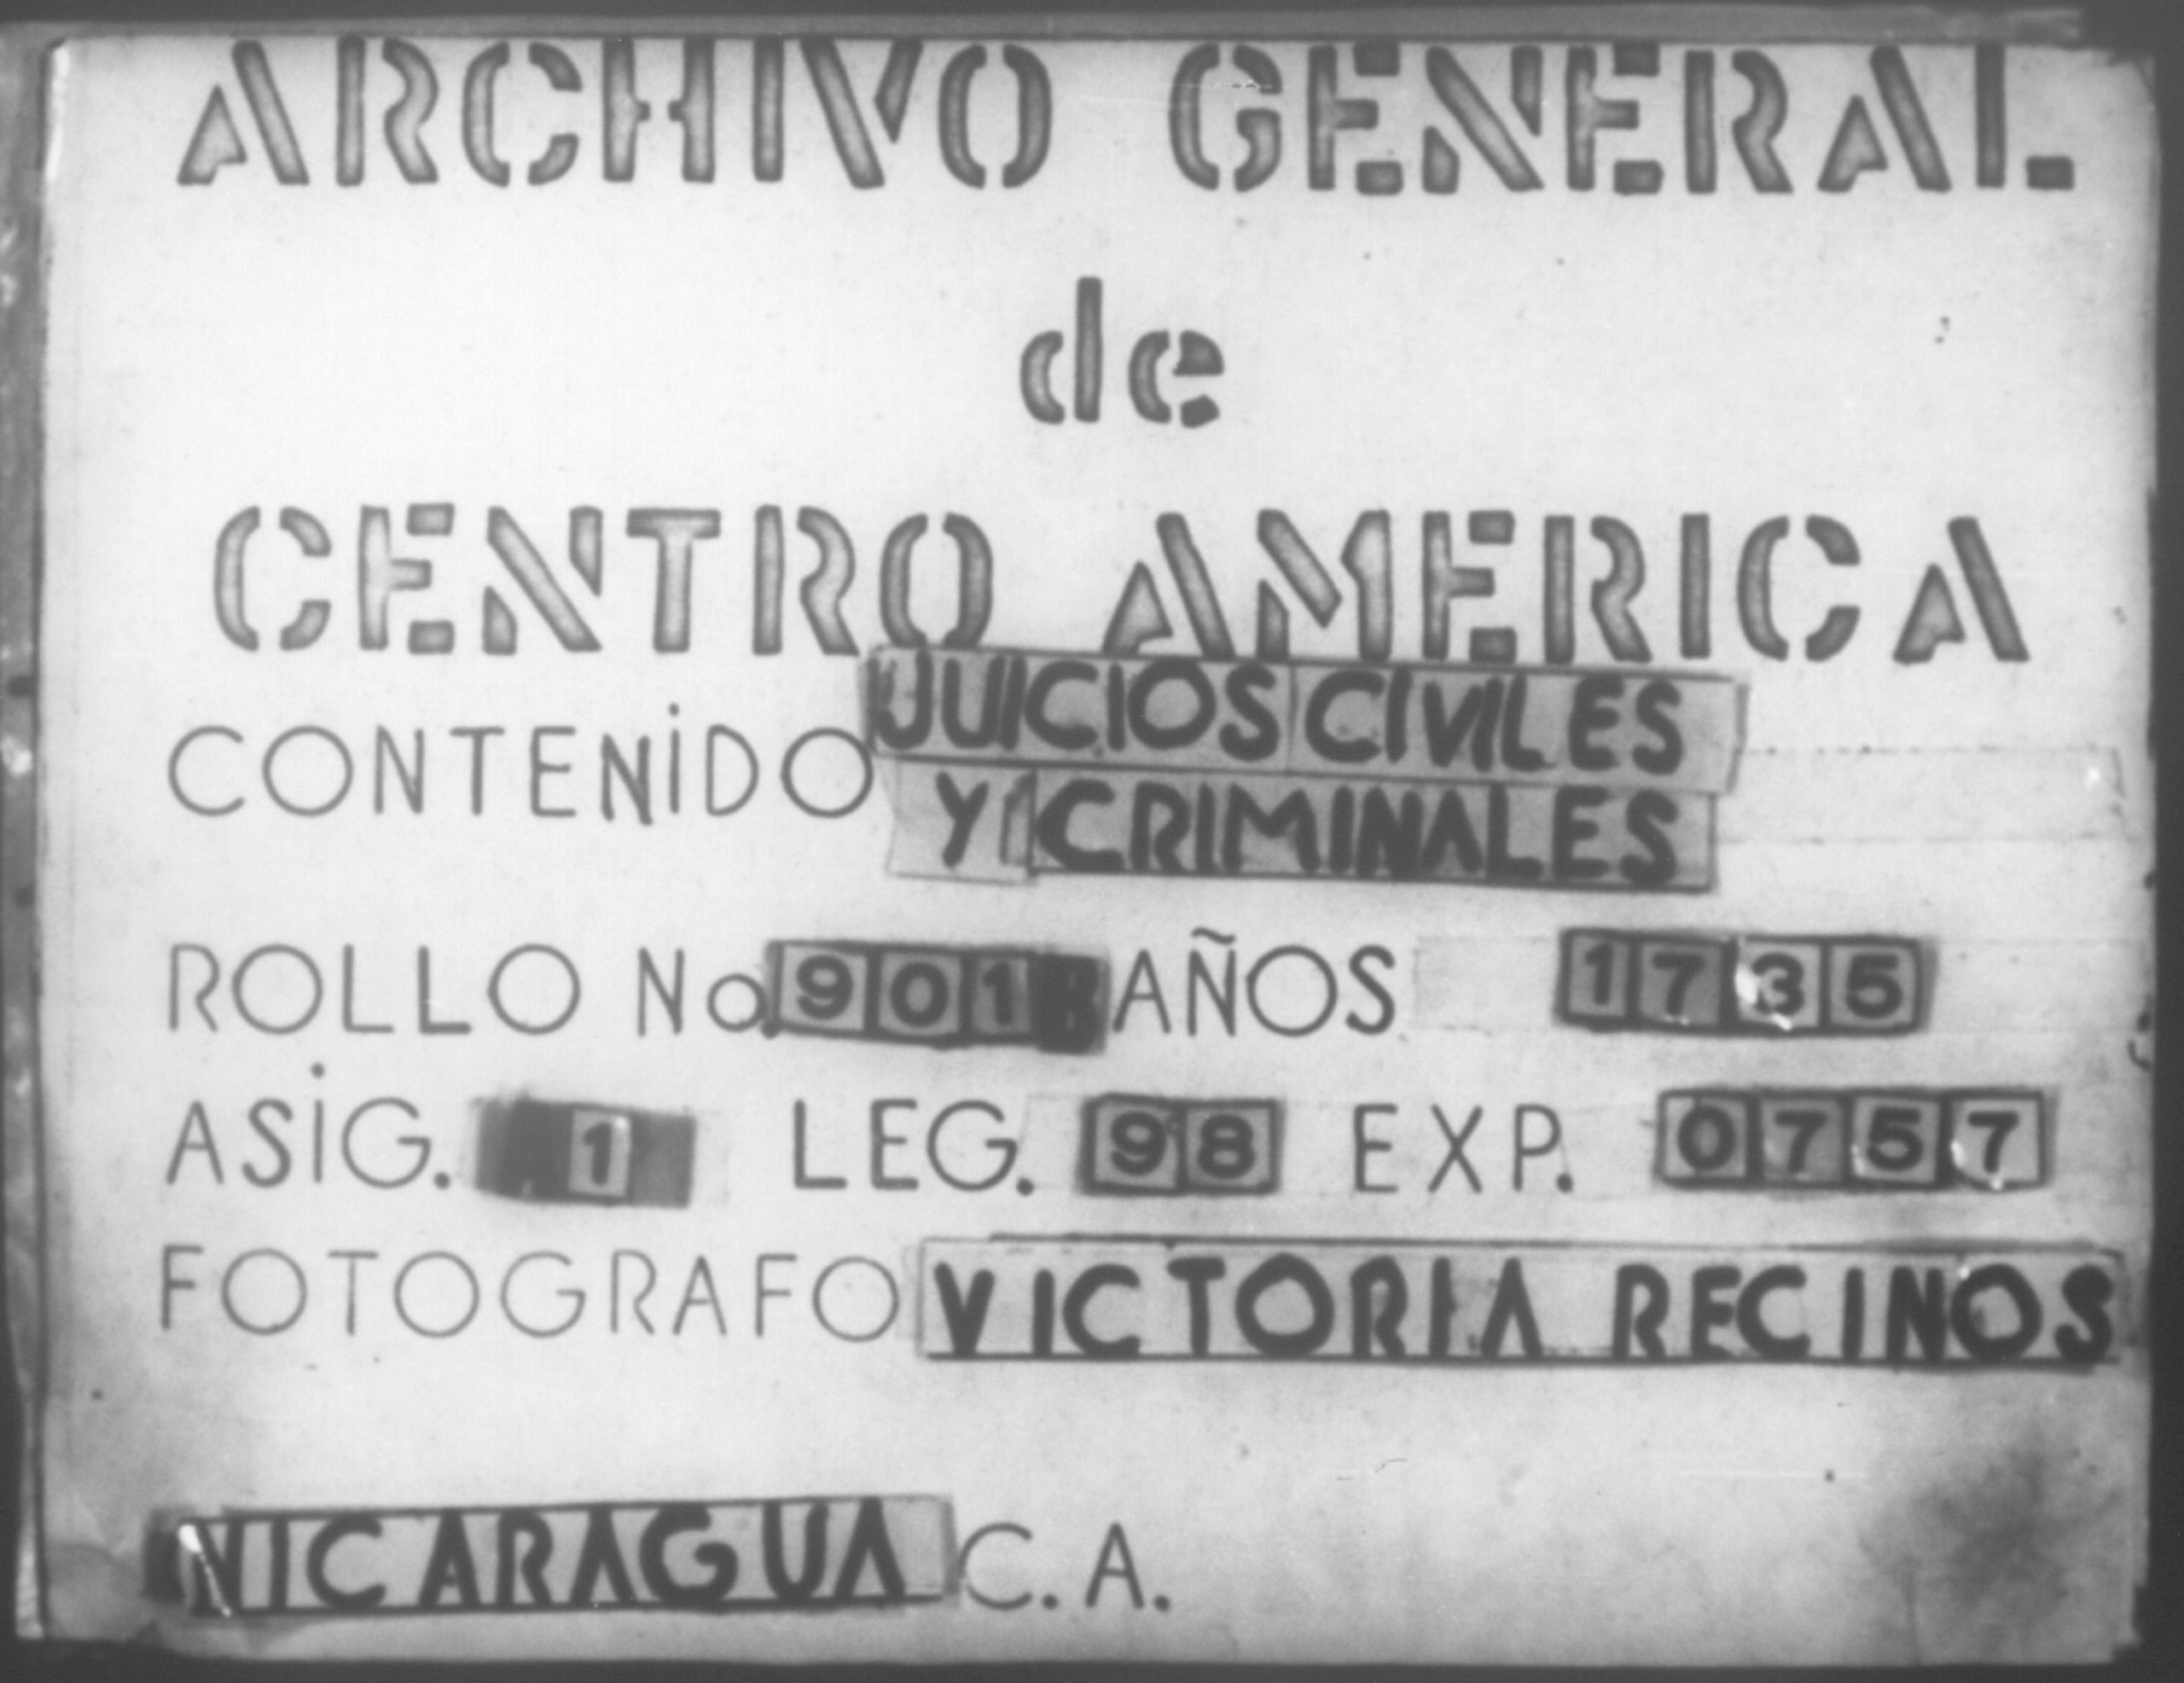 ARCHIVO GENERAL
de
CENTRO AMERICA
CONTENIDO JUICIOS CIVILES
Y CRIMINALES
ROLLO No. 901 AÑOS 1735
ASIG. 1 LEG. 98 EXP. 0757
FOTOGRAFO VICTORIA RECINOS
NICARAGUA C. A.